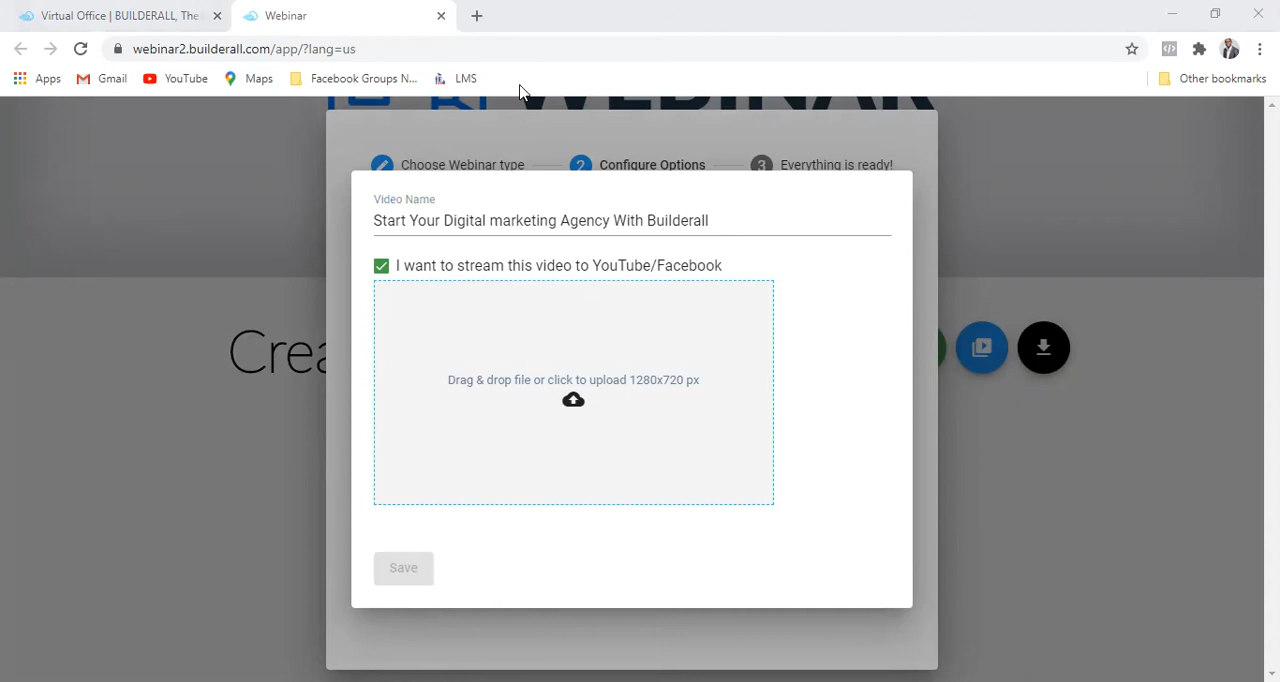 Virtual Office | BUILDERALL, The
Webinar
webinar2.builderall.com/app/?lang=us
Apps
Gmail
YouTube
Maps
Facebook Groups N...
LMS
Other bookmarks
WEBINAR
Choose Webinar type
2 Configure Options
3 Everything is ready!
Video Name
Start Your Digital marketing Agency With Builderall
I want to stream this video to YouTube/Facebook
Crea
Drag & drop file or click to upload 1280x720 px
Save